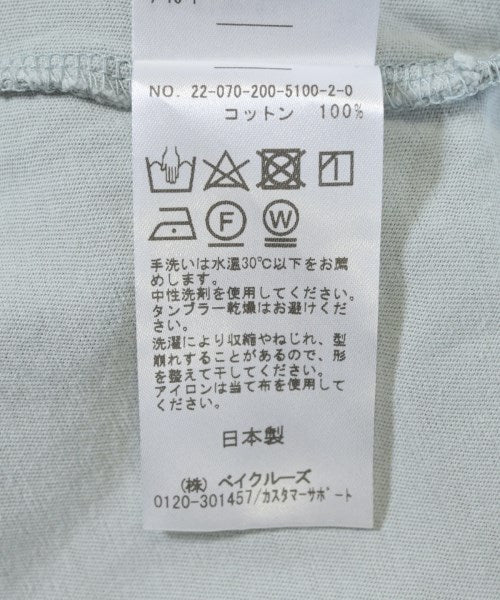 NO. 22-070-200-5100-2-0
コットン 100%
F W
手洗いは水温30℃以下をお薦
めします。
中性洗剤を使用してください。
タンブラー乾燥はお避けくださ
い。
洗濯により収縮やねじれ、型
崩れすることがあるので、形
を整えて干してください。
アイロンは当て布を使用して
ください。
日本製
(株) ベイクルーズ
0120-301457/カスタマーサポート